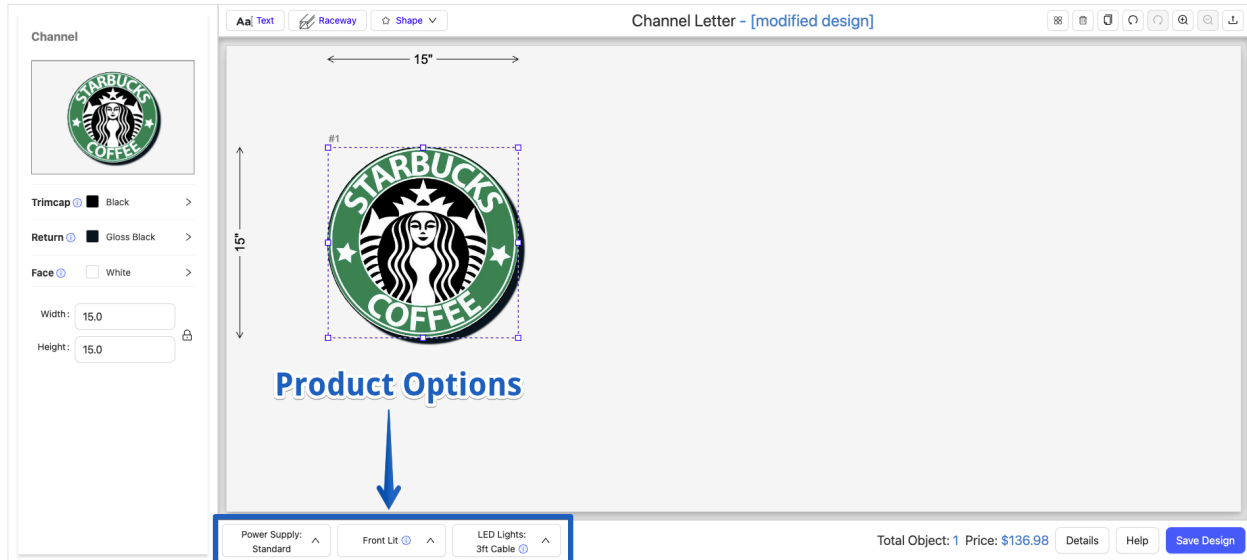 Channel
STARBUCKS
COFFEE
Trimcap Black
Return Gloss Black
Face White
Width: 15.0
Height: 15.0
Aa Text
Raceway
Shape
Channel Letter - [modified design]
15"
#1
15"
STARBUCKS
COFFEE
Product Options
Power Supply:
Standard
Front Lit
LED Lights:
3ft Cable
Total Object: 1 Price: $136.98
Details
Help
Save Design